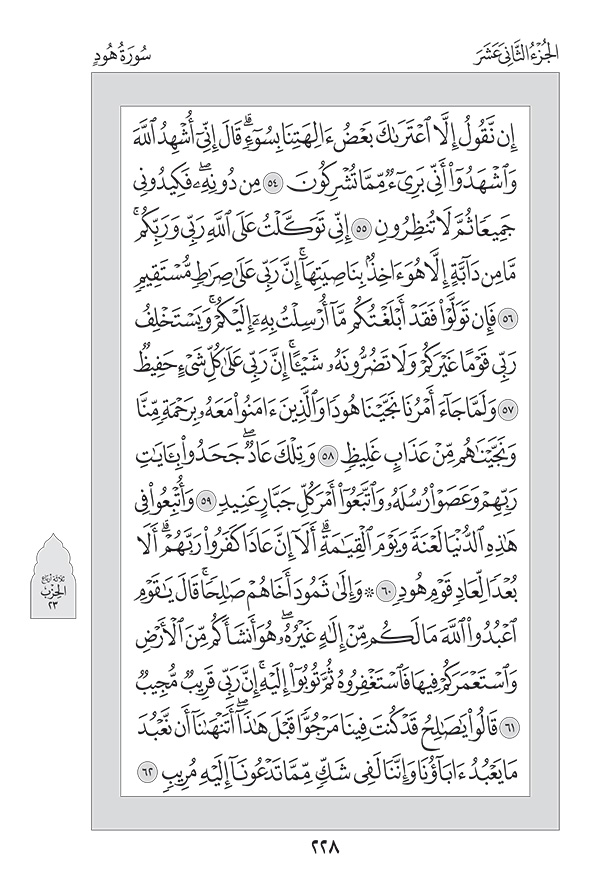 الجُزْءُ الثَّانِي عَشَرَ
سُورَةُ هُودٍ
إِن نَّقُولُ إِلَّا ٱعْتَرَىٰكَ بَعْضُ ءَالِهَتِنَا بِسُوٓءٍۗ قَالَ إِنِّيٓ أُشْهِدُ ٱللَّهَ
وَٱشْهَدُوٓاْ أَنِّي بَرِيٓءٞ مِّمَّا تُشْرِكُونَ ٥٤ مِن دُونِهِۦۖ فَكِيدُونِي
جَمِيعٗا ثُمَّ لَا تُنظِرُونِ ٥٥ إِنِّي تَوَكَّلْتُ عَلَى ٱللَّهِ رَبِّي وَرَبِّكُمۚ
مَّا مِن دَآبَّةٍ إِلَّا هُوَ ءَاخِذُۢ بِنَاصِيَتِهَآۚ إِنَّ رَبِّي عَلَىٰ صِرَٰطٖ مُّسْتَقِيمٖ
٥٦ فَإِن تَوَلَّوْاْ فَقَدْ أَبْلَغْتُكُم مَّآ أُرْسِلْتُ بِهِۦٓ إِلَيْكُمْۚ وَيَسْتَخْلِفُ
رَبِّي قَوْمًا غَيْرَكُمْ وَلَا تَضُرُّونَهُۥ شَيْـًٔاۚ إِنَّ رَبِّي عَلَىٰ كُلِّ شَيْءٍ حَفِيظٞ
٥٧ وَلَمَّا جَآءَ أَمْرُنَا نَجَّيْنَا هُودٗا وَٱلَّذِينَ ءَامَنُواْ مَعَهُۥ بِرَحْمَةٖ مِّنَّا
وَنَجَّيْنَٰهُم مِّنْ عَذَابٍ غَلِيظٖ ٥٨ وَتِلْكَ عَادٞۖ جَحَدُواْ بِـَٔايَٰتِ
رَبِّهِمْ وَعَصَوْاْ رُسُلَهُۥ وَٱتَّبَعُوٓاْ أَمْرَ كُلِّ جَبَّارٍ عَنِيدٖ ٥٩ وَأُتْبِعُواْ فِي
هَٰذِهِ ٱلدُّنْيَا لَعْنَةٗ وَيَوْمَ ٱلْقِيَٰمَةِۗ أَلَآ إِنَّ عَادٗا كَفَرُواْ رَبَّهُمْۗ أَلَا
بُعْدٗا لِّعَادٖ قَوْمِ هُودٖ ٦٠ ۞ وَإِلَىٰ ثَمُودَ أَخَاهُمْ صَٰلِحٗاۚ قَالَ يَٰقَوْمِ
ٱعْبُدُواْ ٱللَّهَ مَا لَكُم مِّنْ إِلَٰهٍ غَيْرُهُۥۖ هُوَ أَنشَأَكُم مِّنَ ٱلْأَرْضِ
وَٱسْتَعْمَرَكُمْ فِيهَا فَٱسْتَغْفِرُوهُ ثُمَّ تُوبُوٓاْ إِلَيْهِۚ إِنَّ رَبِّي قَرِيبٞ مُّجِيبٞ
٦١ قَالُواْ يَٰصَٰلِحُ قَدْ كُنتَ فِينَا مَرْجُوّٗا قَبْلَ هَٰذَآۖ أَتَنْهَىٰنَآ أَن نَّعْبُدَ
مَا يَعْبُدُ ءَابَآؤُنَا وَإِنَّنَا لَفِي شَكّٖ مِّمَّا تَدْعُونَآ إِلَيْهِ مُرِيبٖ ٦٢
ثلاثة أرباع
الحزب
٢٣
٢٢٨